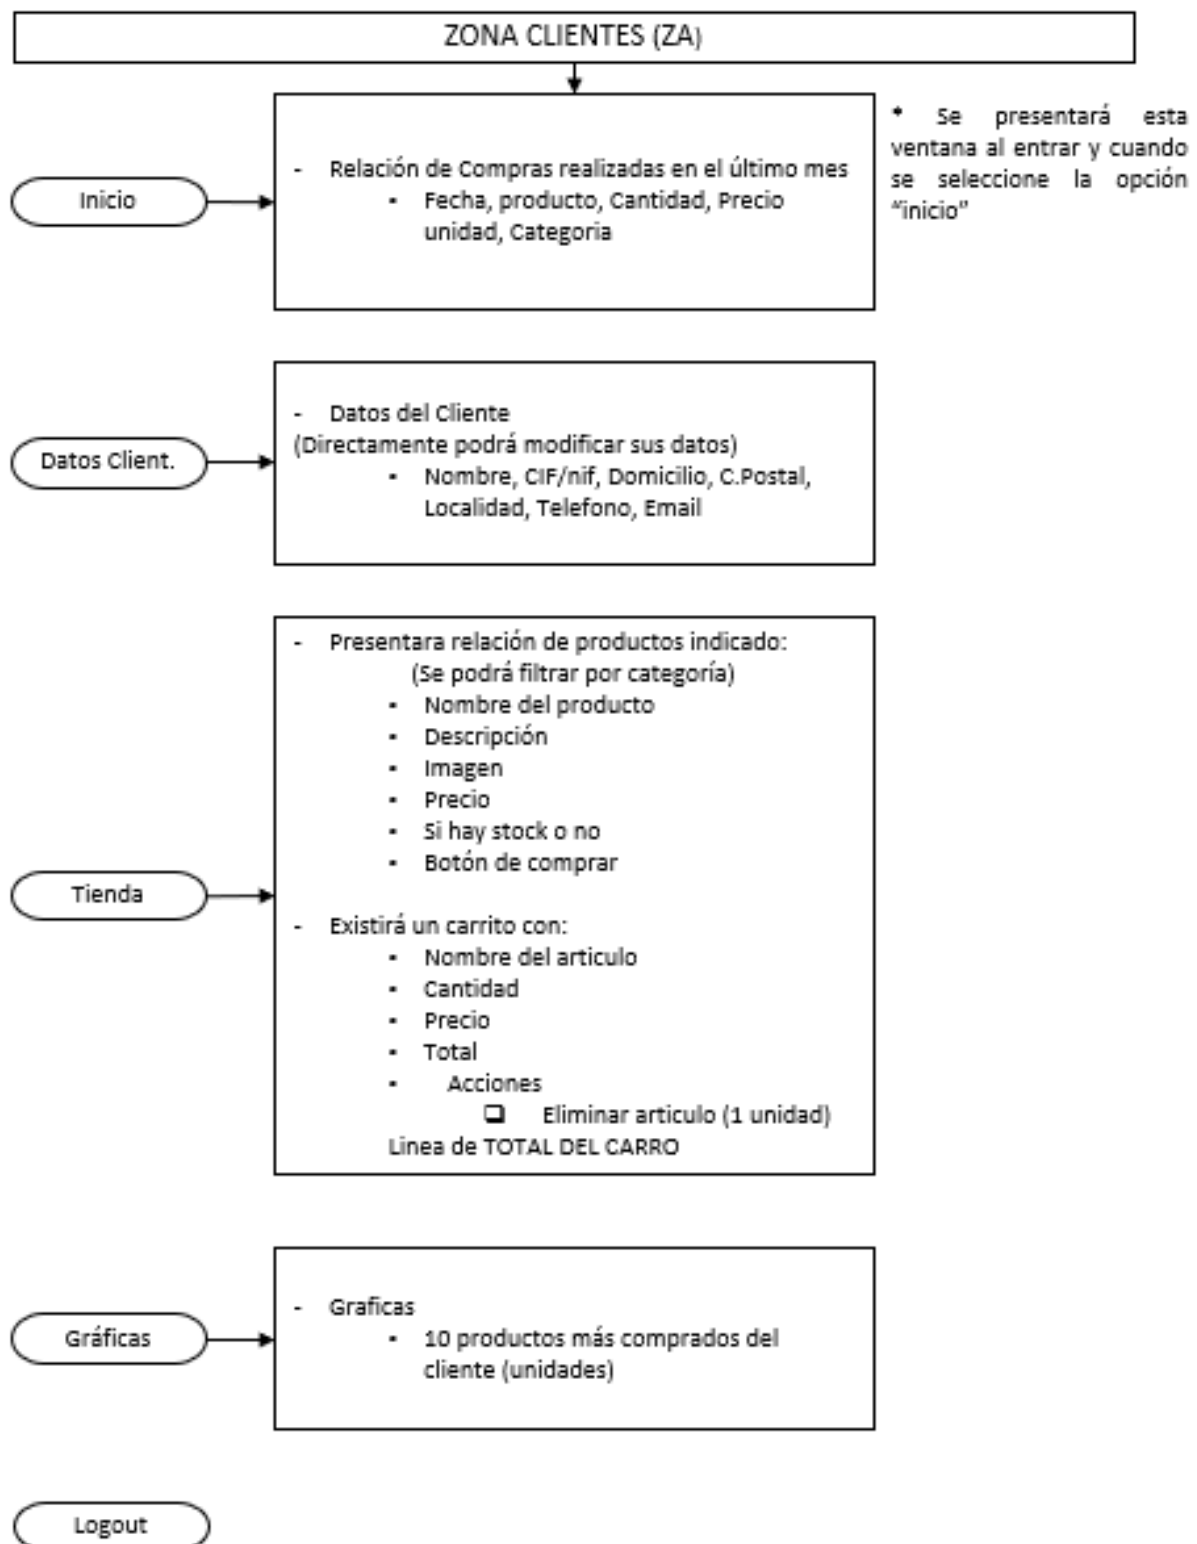 ZONA CLIENTES (ZA)
* Se presentará esta
ventana al entrar y cuando
se seleccione la opción
"inicio"
Inicio
- Relación de Compras realizadas en el último mes
▪ Fecha, producto, Cantidad, Precio
unidad, Categoria
Datos Client.
- Datos del Cliente
(Directamente podrá modificar sus datos)
▪ Nombre, CIF/nif, Domicilio, C.Postal,
Localidad, Telefono, Email
Tienda
- Presentara relación de productos indicado:
(Se podrá filtrar por categoría)
▪ Nombre del producto
▪ Descripción
▪ Imagen
▪ Precio
▪ Si hay stock o no
▪ Botón de comprar
- Existirá un carrito con:
▪ Nombre del articulo
▪ Cantidad
▪ Precio
▪ Total
▪ Acciones
❑ Eliminar articulo (1 unidad)
Linea de TOTAL DEL CARRO
Gráficas
- Graficas
▪ 10 productos más comprados del
cliente (unidades)
Logout